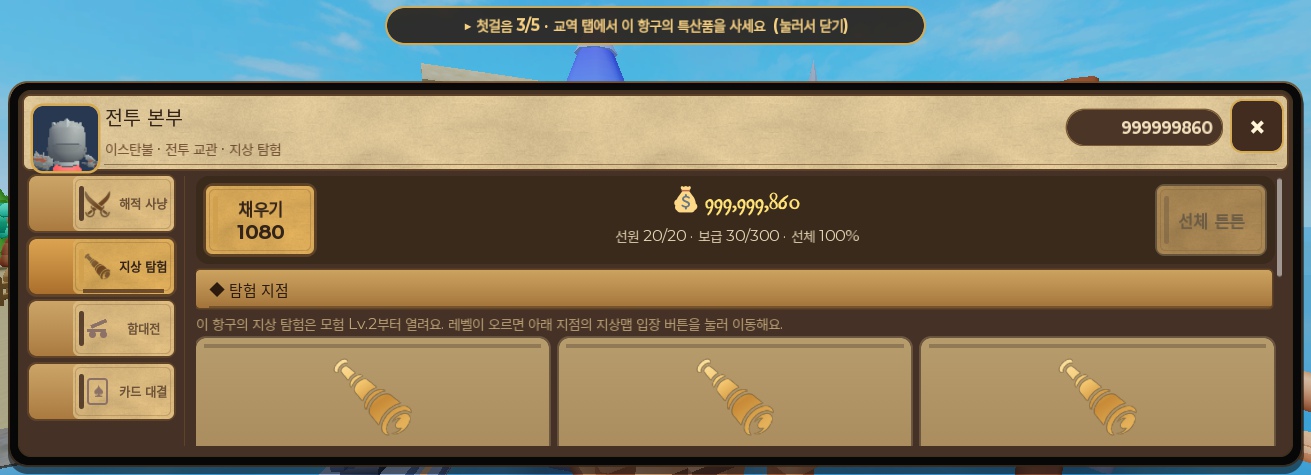 ▸ 첫걸음 3/5 · 교역 탭에서 이 항구의 특산품을 사세요 (눌러서 닫기)
전투 본부
이스탄불 · 전투 교관 · 지상 탐험
999999860
×
해적 사냥
지상 탐험
함대전
카드 대결
채우기
1080
999,999,860
선원 20/20 · 보급 30/300 · 선체 100%
선체 튼튼
◆ 탐험 지점
이 항구의 지상 탐험은 모험 Lv.2부터 열려요. 레벨이 오르면 아래 지점의 지상맵 입장 버튼을 눌러 이동해요.